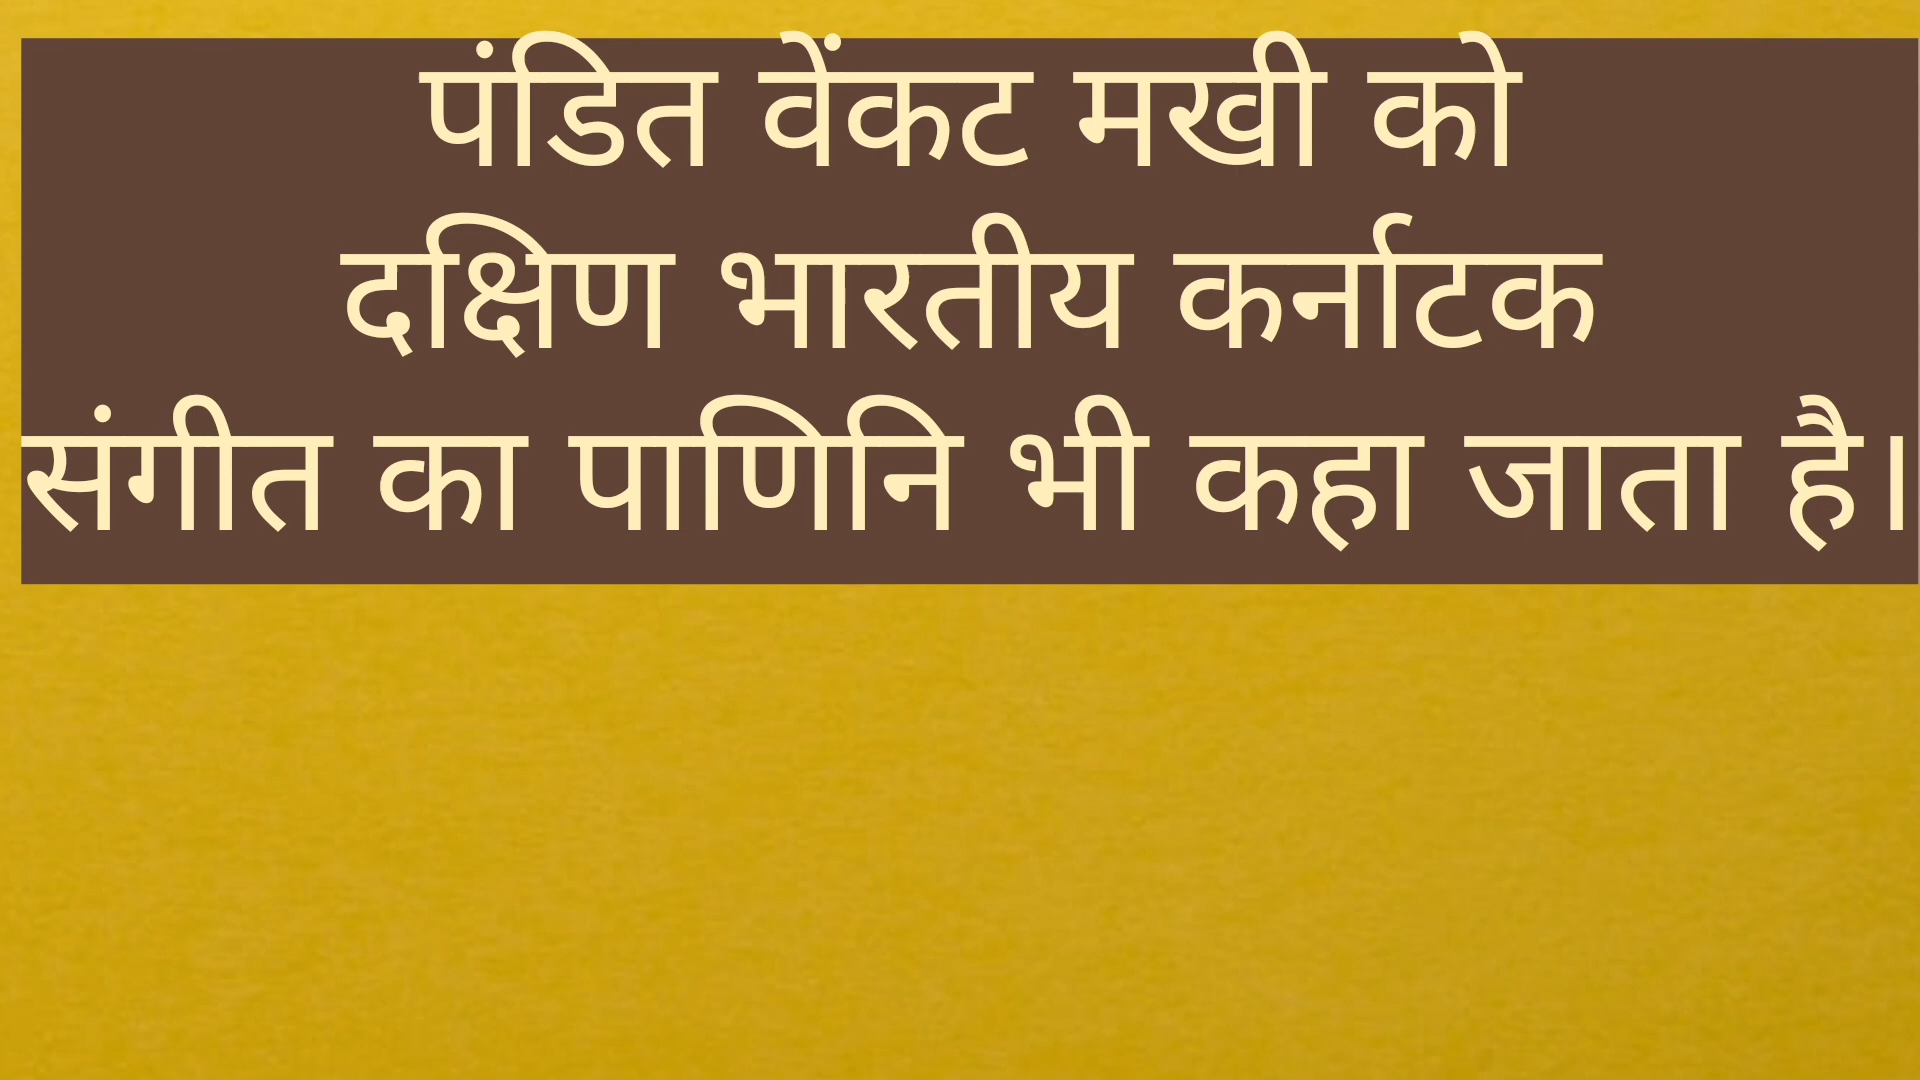 पंडित वेंकट मखी को
दक्षिण भारतीय कर्नाटक
संगीत का पाणिनि भी कहा जाता है।